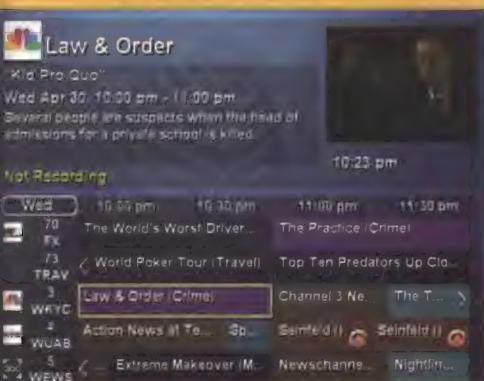 Law & Order
"Kid Pro Quo"
Wed Apr 30, 10:00 pm - 11:00 pm
Several people are suspects when the head of
admissions for a private school is killed.
10:23 pm
Not Recording
Wed 10:00 pm 10:30 pm 11:00 pm 11:30 pm
70 FX The World's Worst Driver... The Practice (Crime)
73 TRAV World Poker Tour (Travel) Top Ten Predators Up Clo...
3 WKYC Law & Order (Crime) Channel 3 Ne... The T...
4 WUAB Action News at Te... Sp... Seinfeld () Seinfeld ()
5 WEWS ... Extreme Makeover (M... Newschanne... Nightlin...